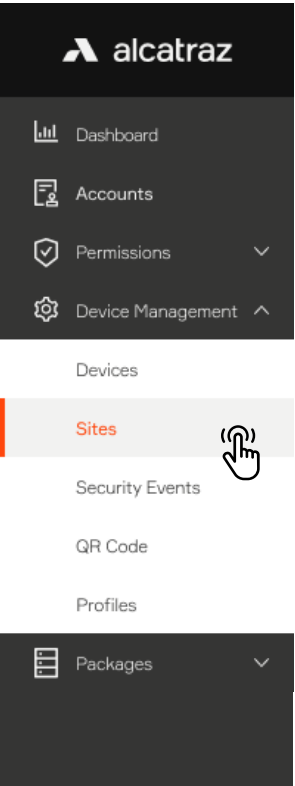 alcatraz
Dashboard
Accounts
Permissions
Device Management
Devices
Sites
Security Events
QR Code
Profiles
Packages